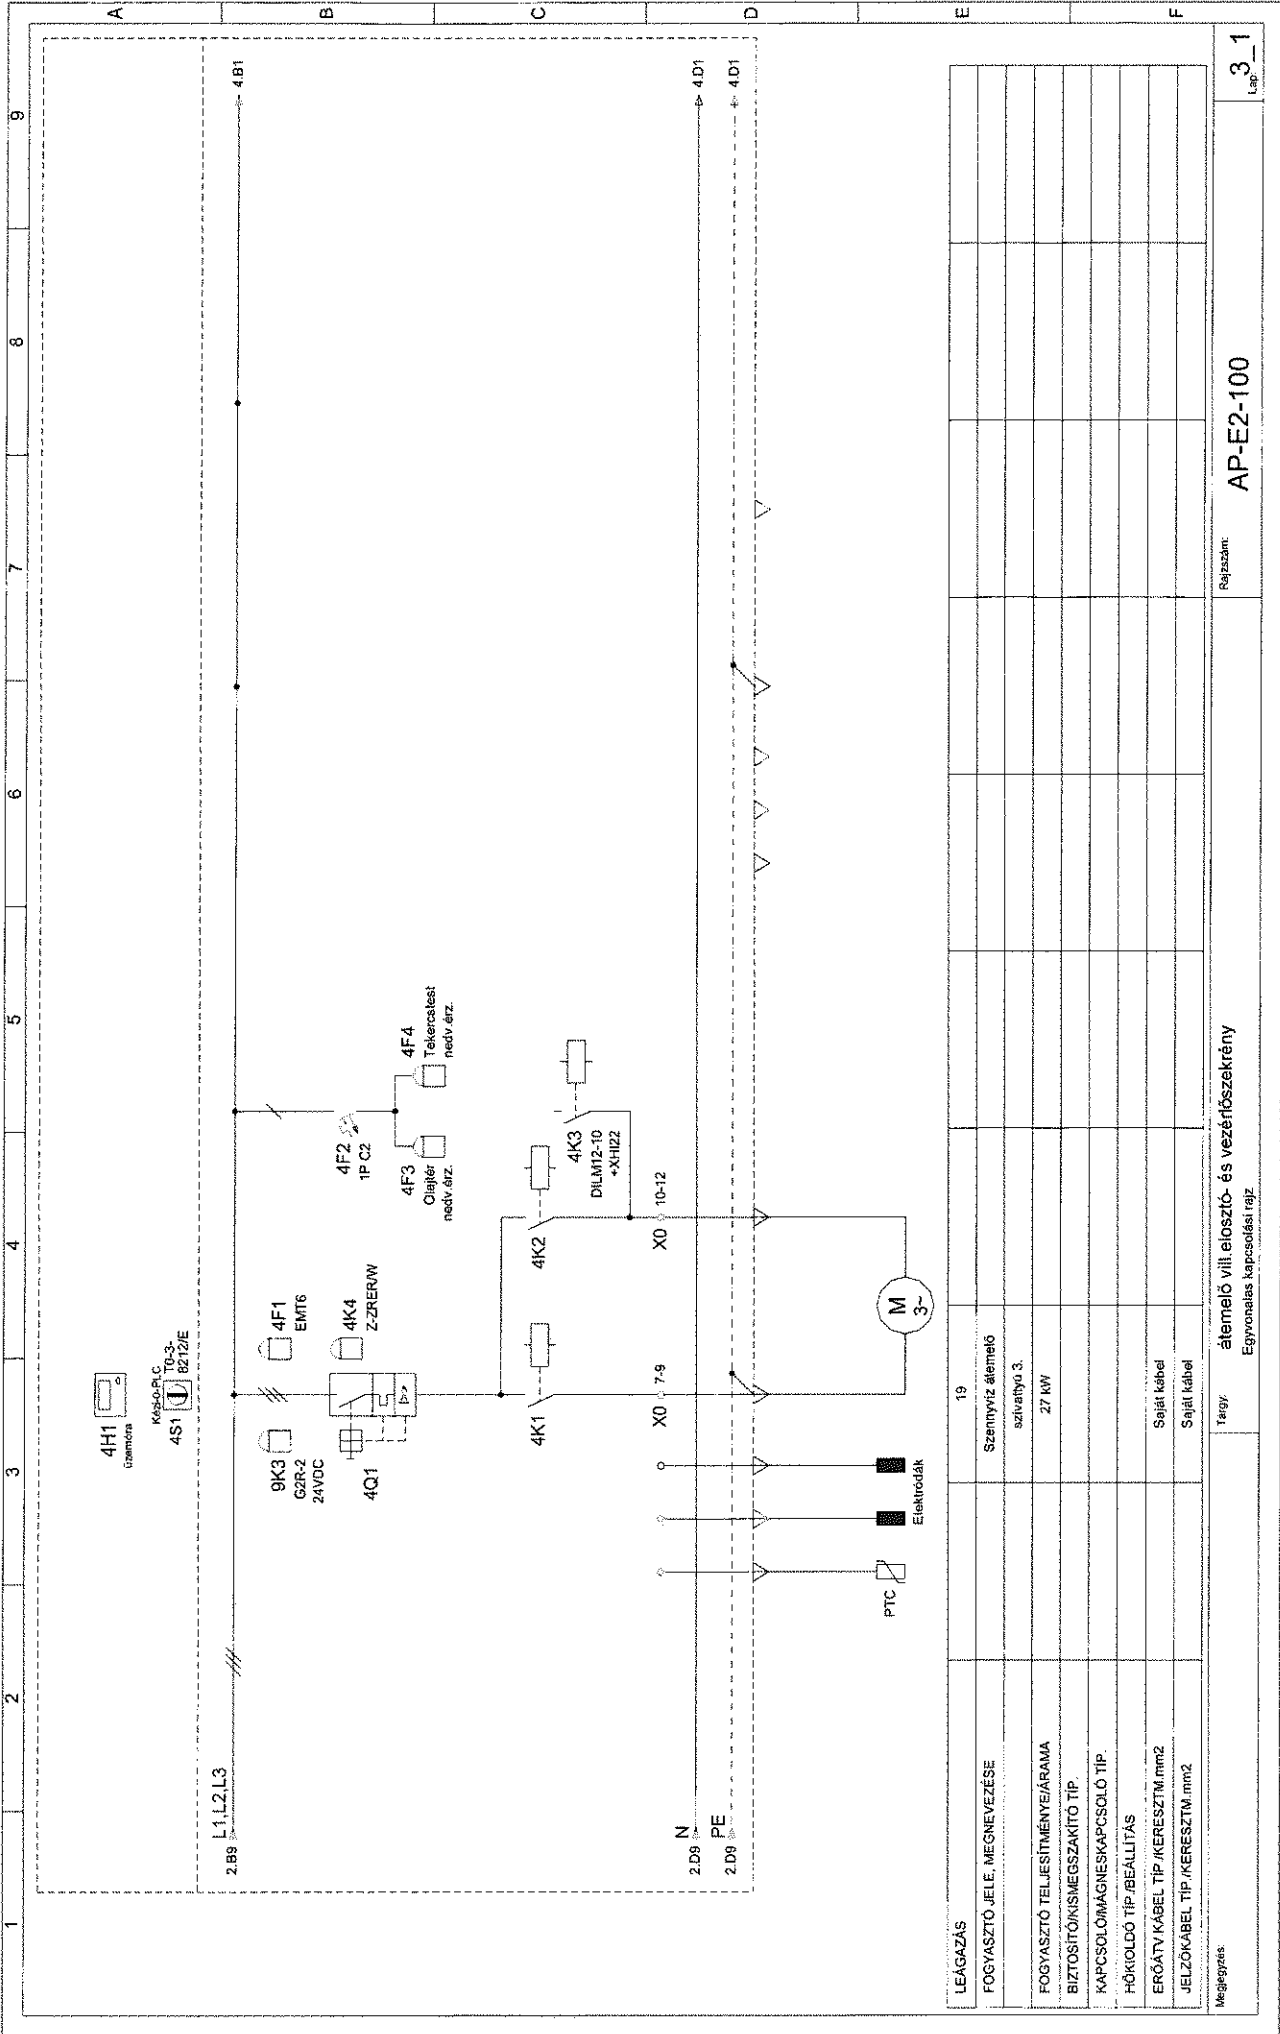 1
2
3
4
5
6
7
8
9
A
B
C
D
E
F
4H1
üzemóra
Kézi-0-PLC
4S1
T0-3-
8212/E
L1,L2,L3
2.B9
4.B1
9K3
G2R-2
24VDC
4F1
EMT6
4Q1
4K4
Z-ZRER/W
4F2
1P C2
4F3
Olajtér
nedv.érz.
4F4
Tekercstest
nedv.érz.
4K1
4K2
4K3
DILM12-10
+XHI22
X0
7-9
X0
10-12
N
2.D9
4.D1
PE
2.D9
4.D1
PTC
Elektródák
M
3~
LEÁGAZÁS
19
FOGYASZTÓ JELE, MEGNEVEZÉSE
Szennyvíz átemelő
szivattyú 3.
FOGYASZTÓ TELJESÍTMÉNYE/ÁRAMA
27 kW
BIZTOSÍTÓ/KISMEGSZAKÍTÓ TÍP.
KAPCSOLÓ/MÁGNESKAPCSOLÓ TÍP.
HŐKIOLDÓ TÍP./BEÁLLÍTÁS
ERŐÁTV.KÁBEL TÍP./KERESZTM.mm2
Saját kábel
JELZŐKÁBEL TÍP./KERESZTM.mm2
Saját kábel
Megjegyzés:
Tárgy:
átemelő vill.elosztó- és vezérlőszekrény
Egyvonalas kapcsolási rajz
Rajzszám:
AP-E2-100
Lap:
3_1